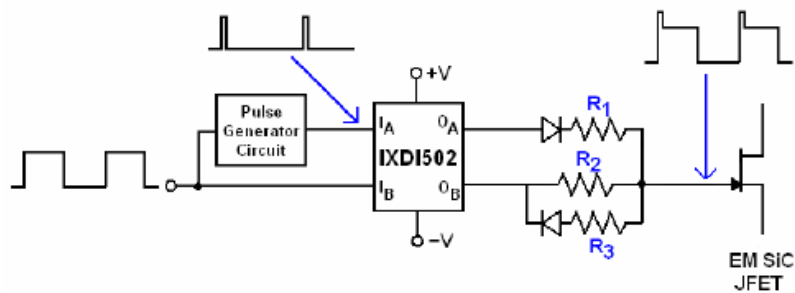 +V
Pulse
Generator
Circuit
IA
OA
R1
IXDI502
R2
IB
OB
R3
−V
EM SiC
JFET